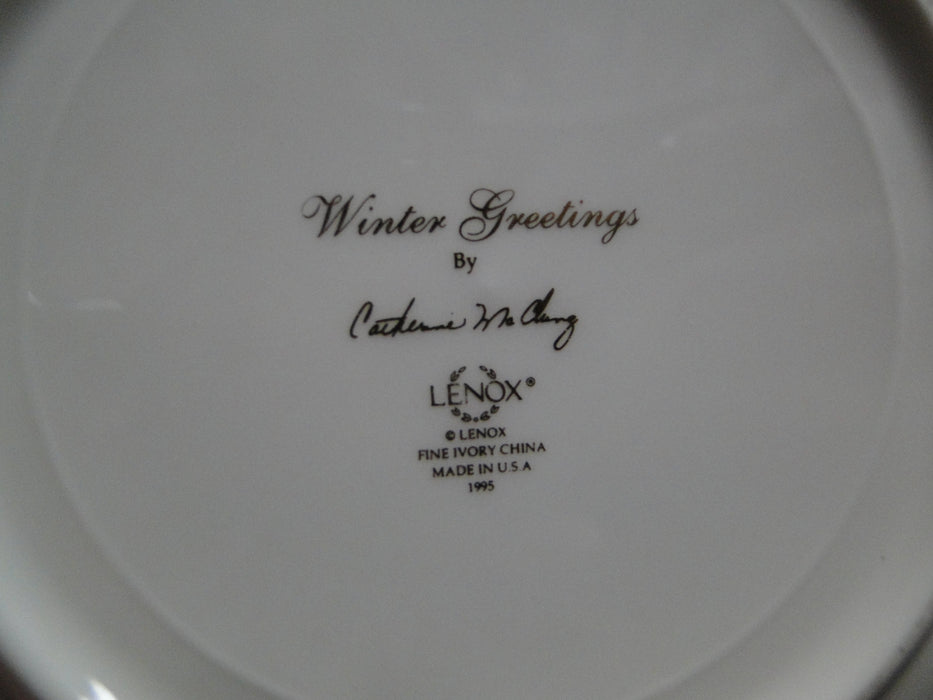 Winter Greetings
By
Catherine McClung
LENOX®
© LENOX
FINE IVORY CHINA
MADE IN U.S.A
1995